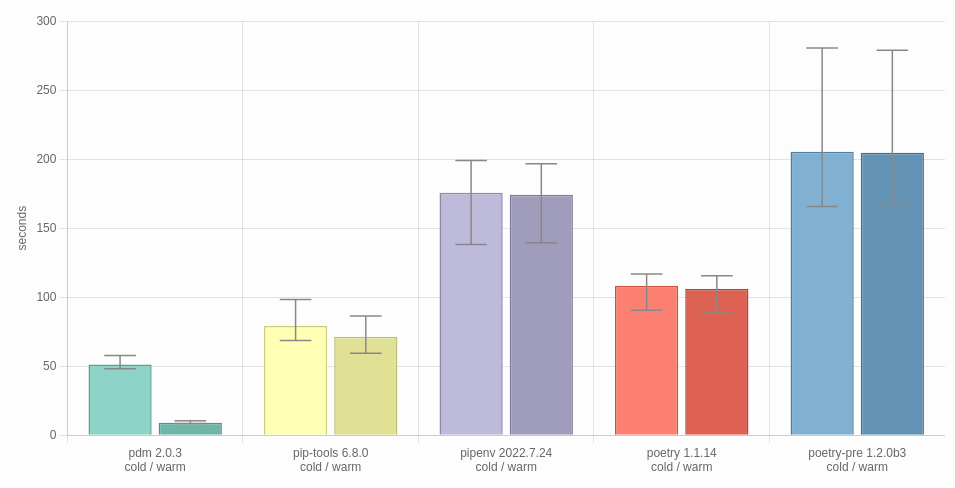 300
250
200
150
100
50
0
seconds
pdm 2.0.3
cold / warm
pip-tools 6.8.0
cold / warm
pipenv 2022.7.24
cold / warm
poetry 1.1.14
cold / warm
poetry-pre 1.2.0b3
cold / warm